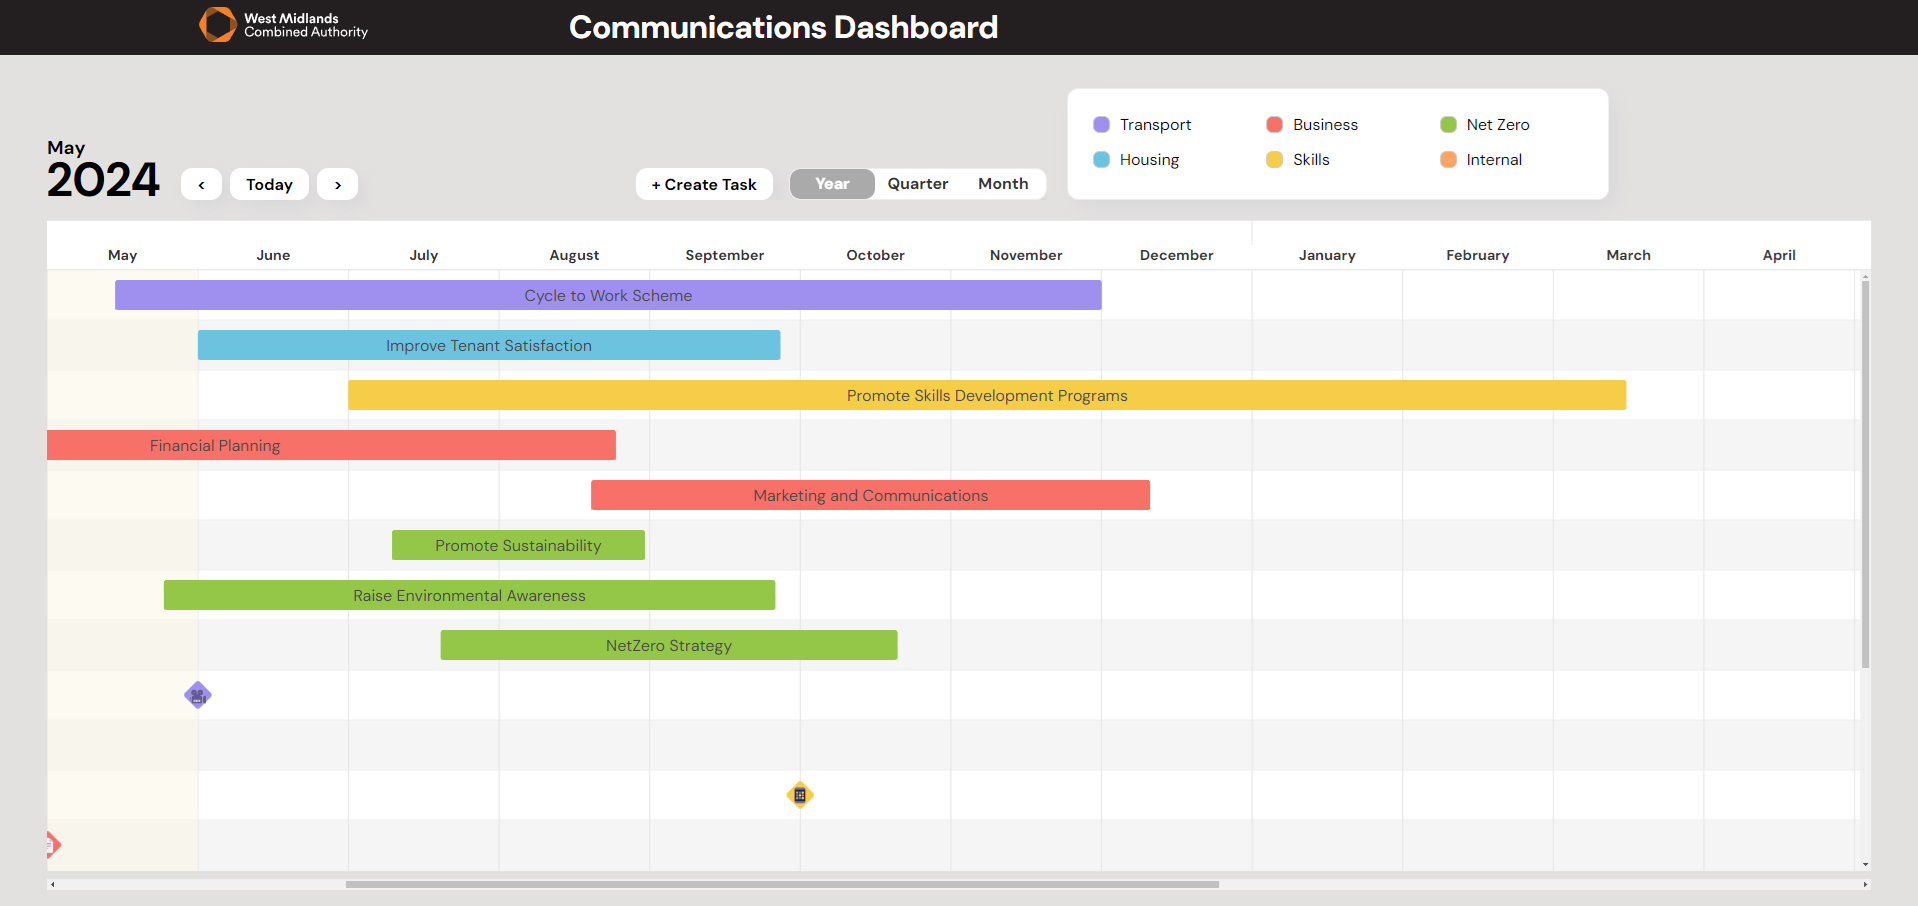 West Midlands
Combined Authority
Communications Dashboard
Transport
Business
Net Zero
Housing
Skills
Internal
May
2024
<
Today
>
+ Create Task
Year
Quarter
Month
May
June
July
August
September
October
November
December
January
February
March
April
Cycle to Work Scheme
Improve Tenant Satisfaction
Promote Skills Development Programs
Financial Planning
Marketing and Communications
Promote Sustainability
Raise Environmental Awareness
NetZero Strategy